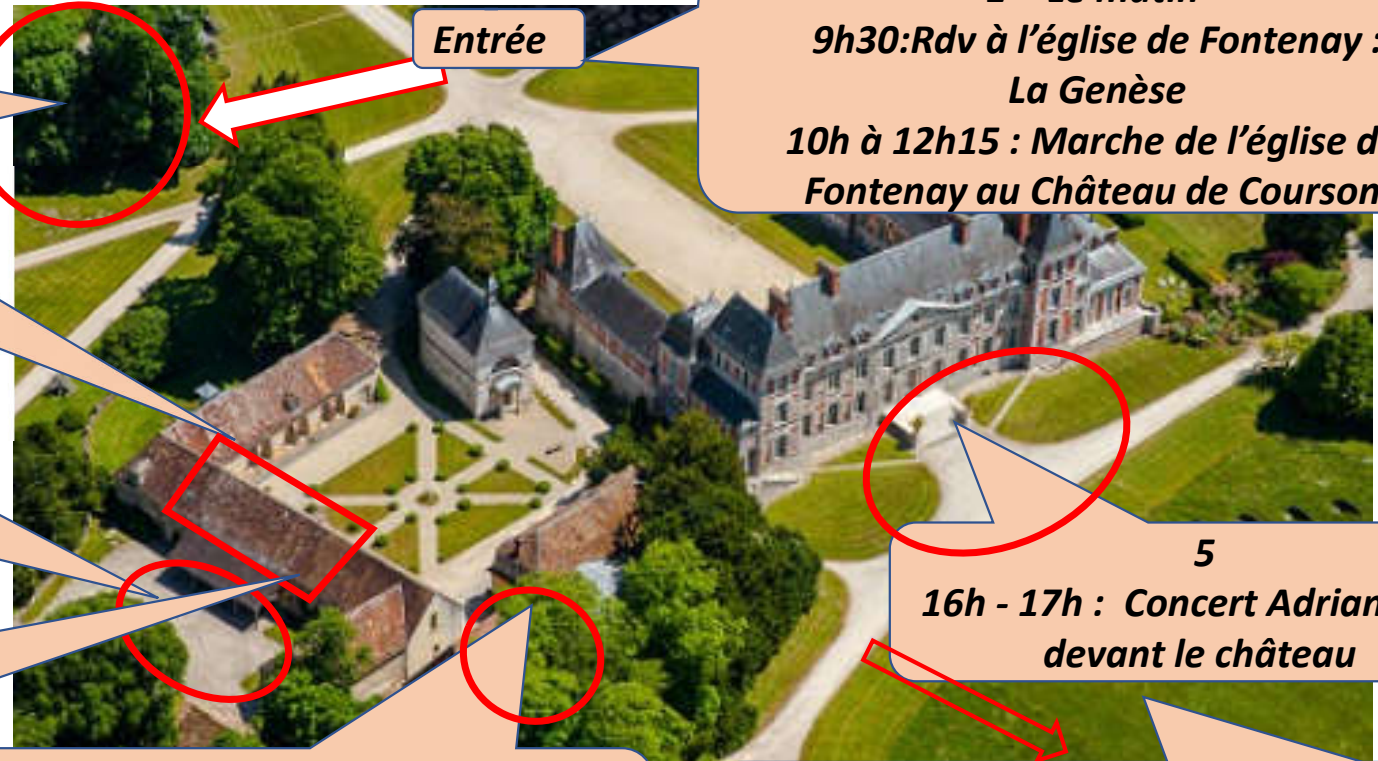 Entrée
9h30:Rdv à l’église de Fontenay :
La Genèse
10h à 12h15 : Marche de l’église
Fontenay au Château de Courson
5
16h - 17h : Concert
devant le château